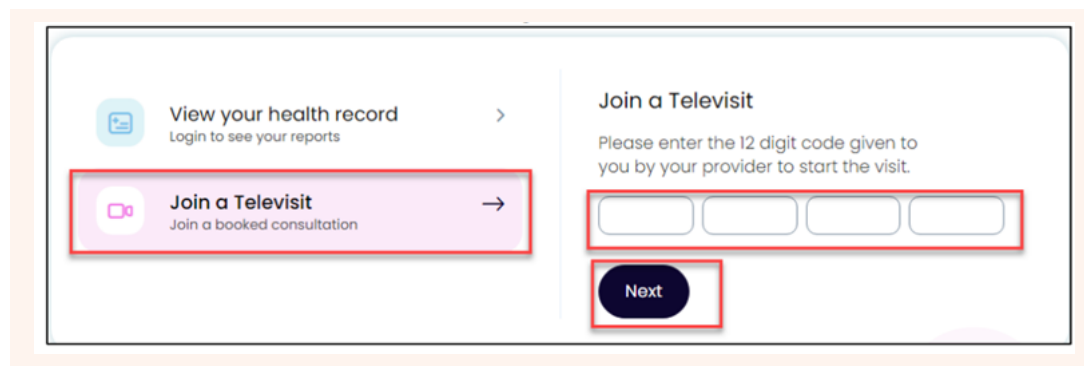 View your health record
Login to see your reports
Join a Televisit
Join a booked consultation
Join a Televisit
Please enter the 12 digit code given to
you by your provider to start the visit.
Next